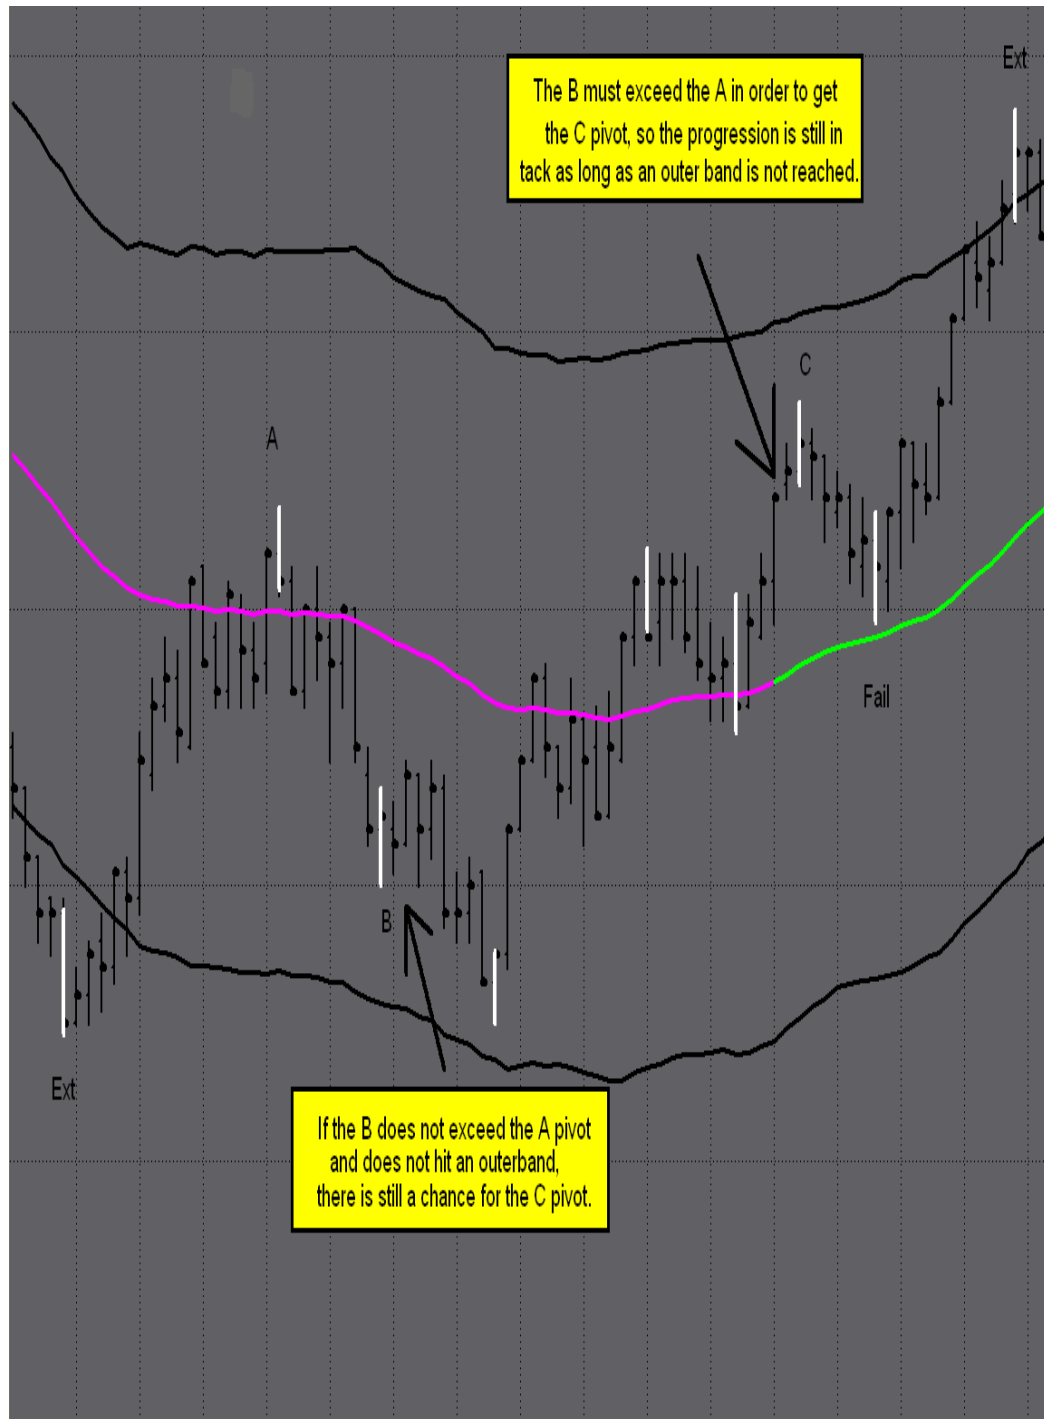 Ext
The B must exceed the A in order to get
the C pivot, so the progression is still in
tack as long as an outer band is not reached.
C
A
Fail
B
Ext
If the B does not exceed the A pivot
and does not hit an outerband,
there is still a chance for the C pivot.